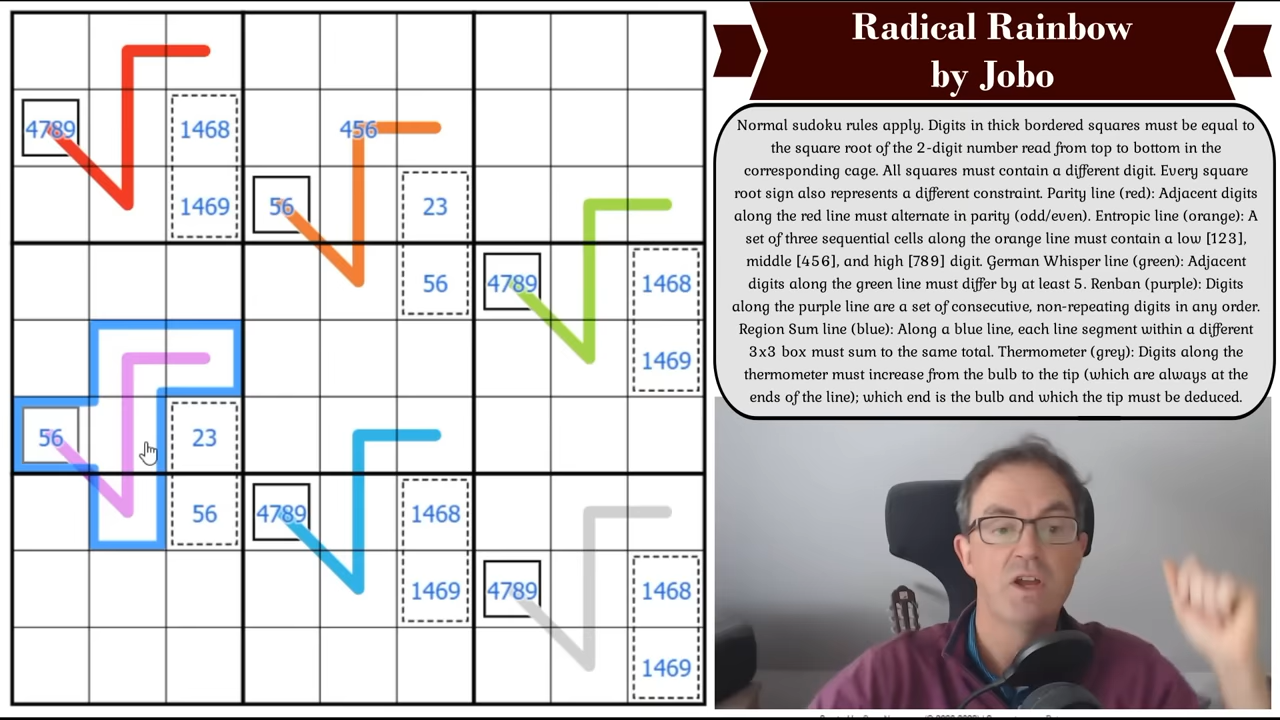 Radical Rainbow
by Jobo
Normal sudoku rules apply. Digits in thick bordered squares must be equal to
the square root of the 2-digit number read from top to bottom in the
corresponding cage. All squares must contain a different digit. Every square
root sign also represents a different constraint. Parity line (red): Adjacent digits
along the red line must alternate in parity (odd/even). Entropic line (orange): A
set of three sequential cells along the orange line must contain a low [123],
middle [456], and high [789] digit. German Whisper line (green): Adjacent
digits along the green line must differ by at least 5. Renban (purple): Digits
along the purple line are a set of consecutive, non-repeating digits in any order.
Region Sum line (blue): Along a blue line, each line segment within a different
3x3 box must sum to the same total. Thermometer (grey): Digits along the
thermometer must increase from the bulb to the tip (which are always at the
ends of the line); which end is the bulb and which the tip must be deduced.
4789 1468 456
1469 56 23
56 4789 1468
1469
56 23
56 4789 1468
1469 4789 1468
1469